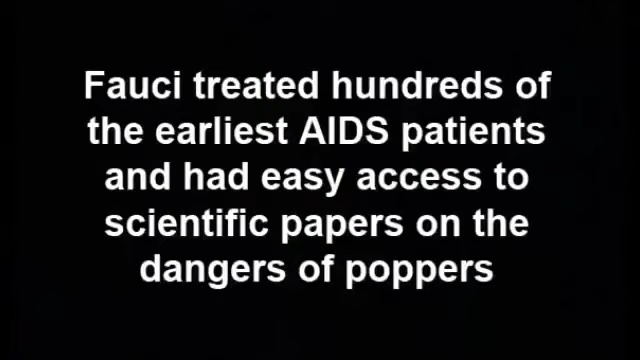 Fauci treated hundreds of
the earliest AIDS patients
and had easy access to
scientific papers on the
dangers of poppers